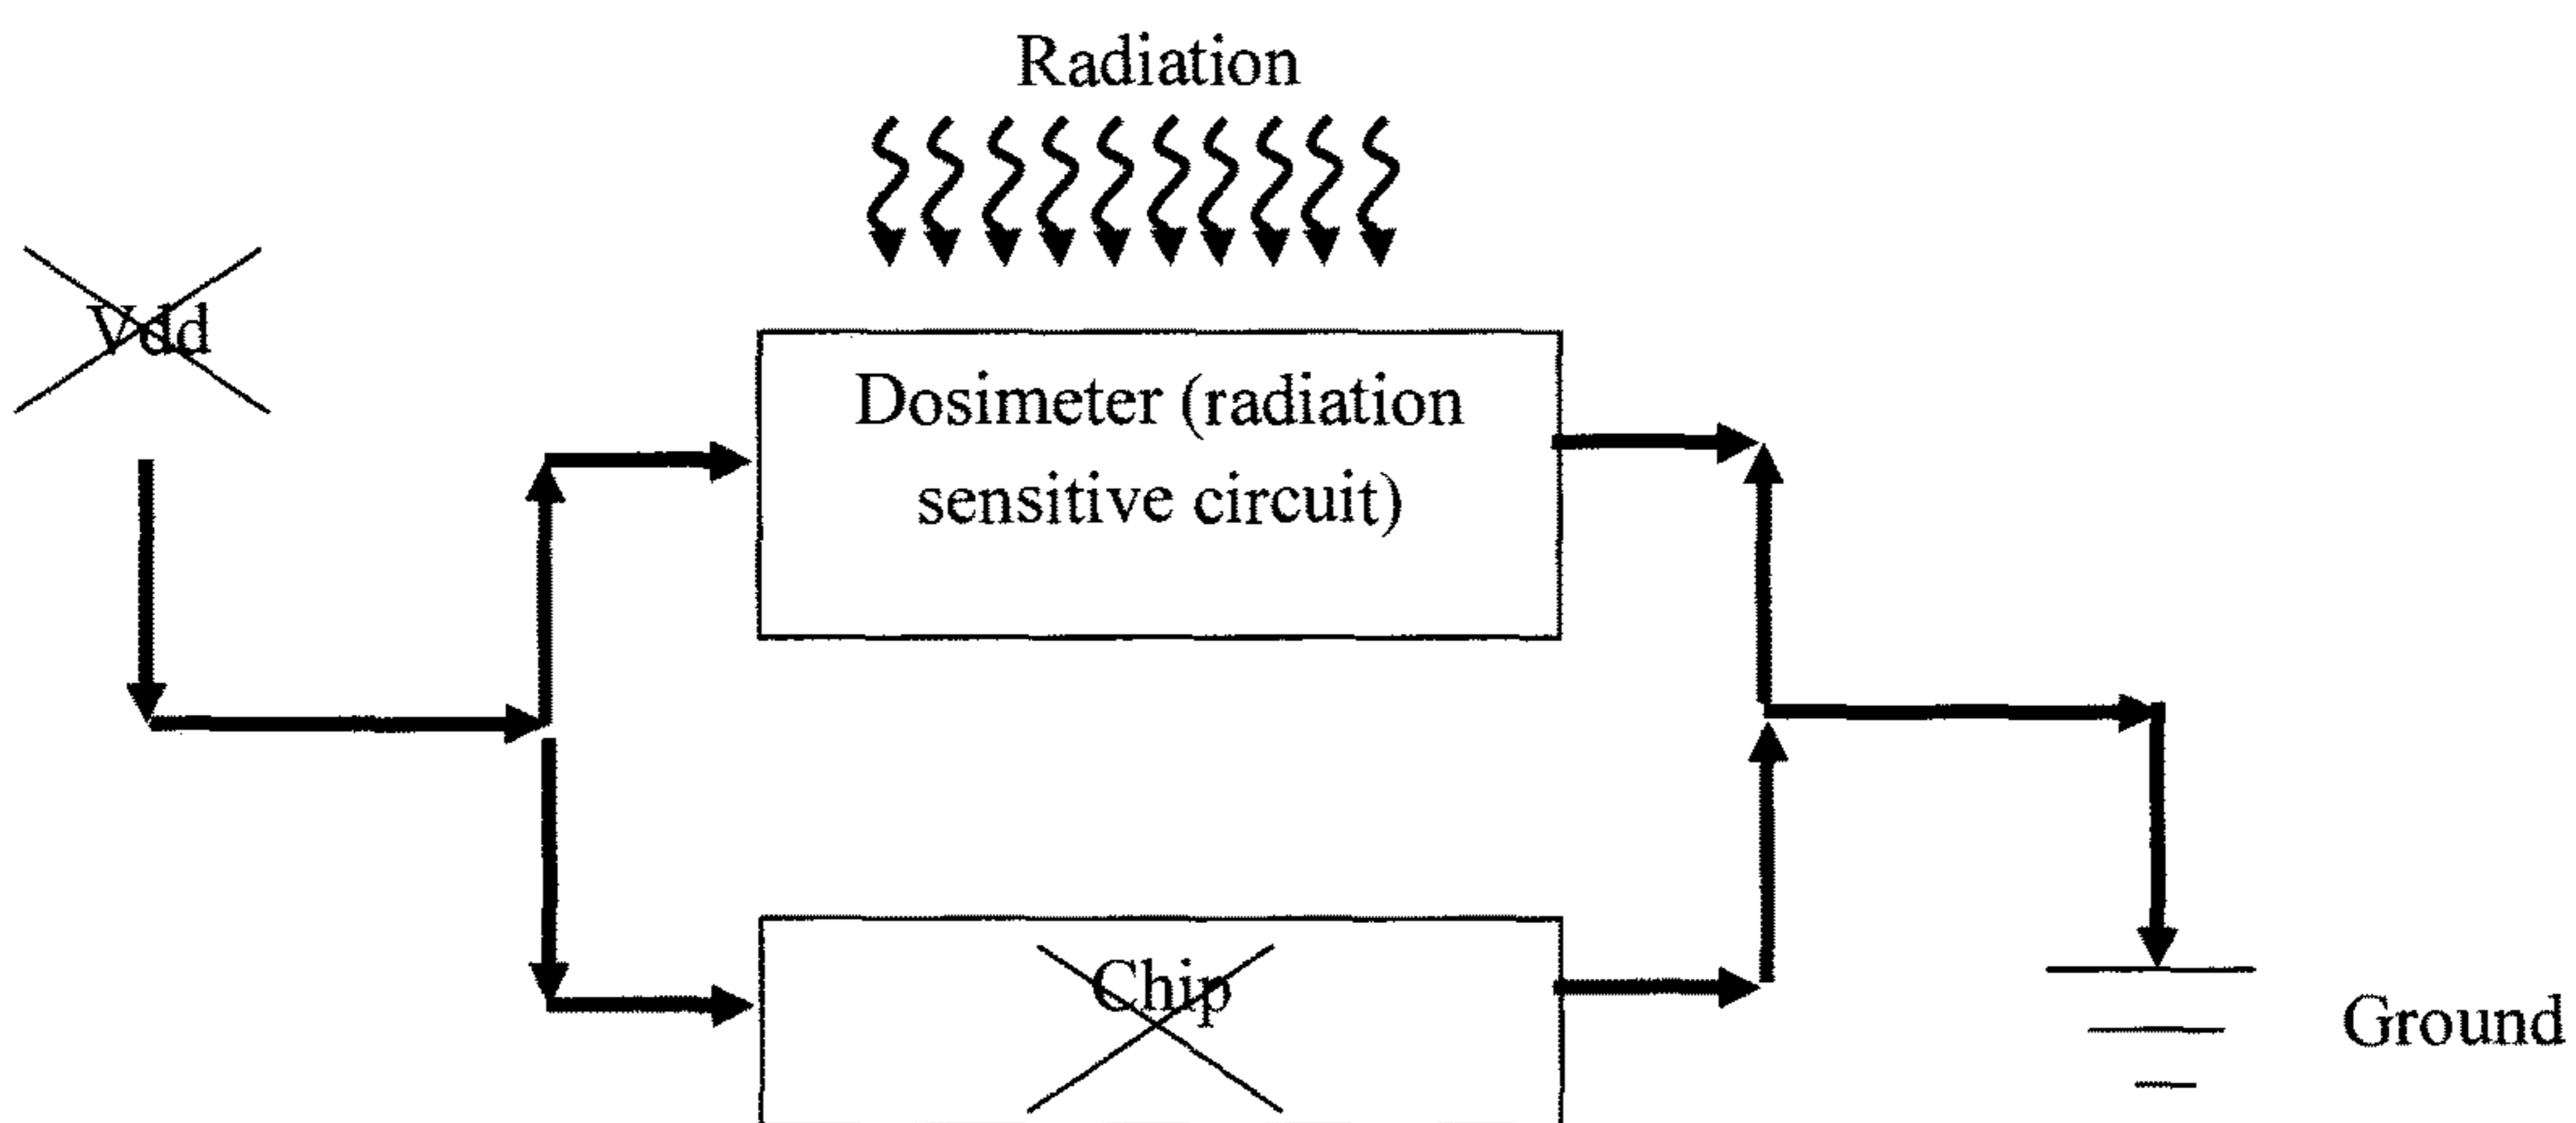 Radiation
Vdd
Dosimeter (radiation
sensitive circuit)
Chip
Ground